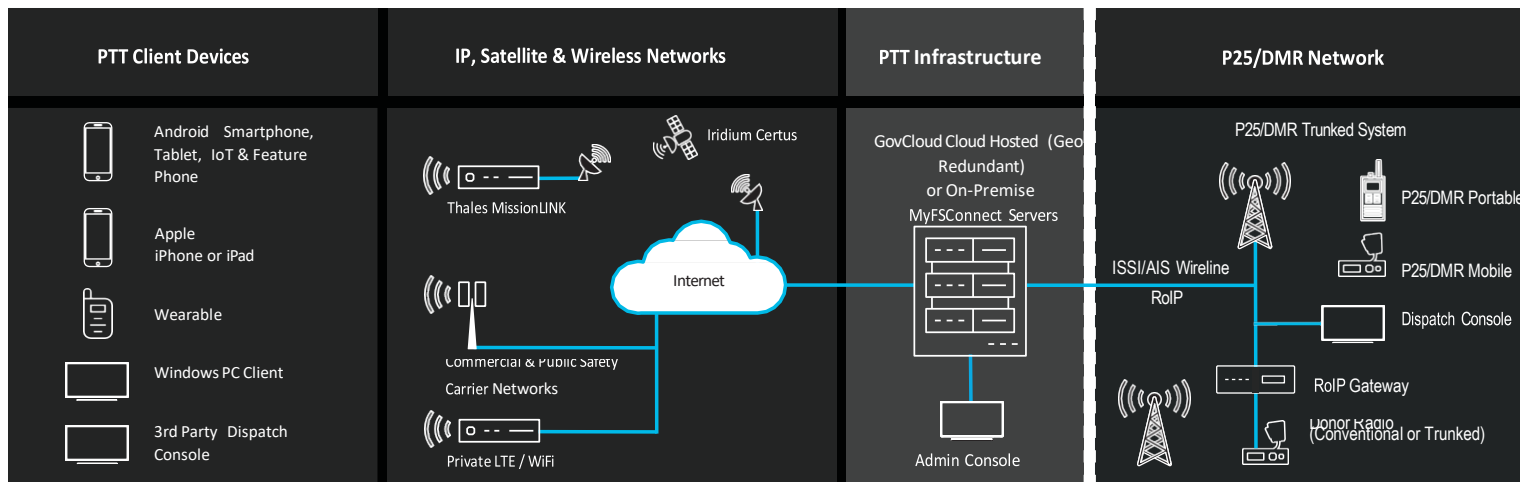 PTT Client Devices
IP, Satellite & Wireless Networks
PTT Infrastructure
P25/DMR Network
Android Smartphone,
Tablet, IoT & Feature
Phone
Apple
iPhone or iPad
Wearable
Windows PC Client
3rd Party Dispatch
Console
Iridium Certus
Thales MissionLINK
Internet
Commercial & Public Safety
Carrier Networks
Private LTE / WiFi
GovCloud Cloud Hosted (Geo
Redundant)
or On-Premise
MyFSConnect Servers
Admin Console
P25/DMR Trunked System
P25/DMR Portable
ISSI/AIS Wireline
RoIP
P25/DMR Mobile
Dispatch Console
RoIP Gateway
Donor Radio
(Conventional or Trunked)